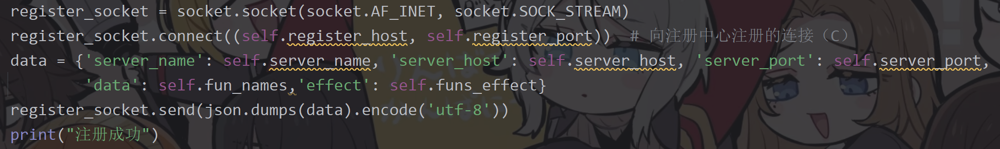 register_socket = socket.socket(socket.AF_INET, socket.SOCK_STREAM)
register_socket.connect((self.register_host, self.register_port))  # 向注册中心注册的连接（C）
data = {'server_name': self.server_name, 'server_host': self.server_host, 'server_port': self.server_port,
'data': self.fun_names,'effect': self.funs_effect}
register_socket.send(json.dumps(data).encode('utf-8'))
print("注册成功")